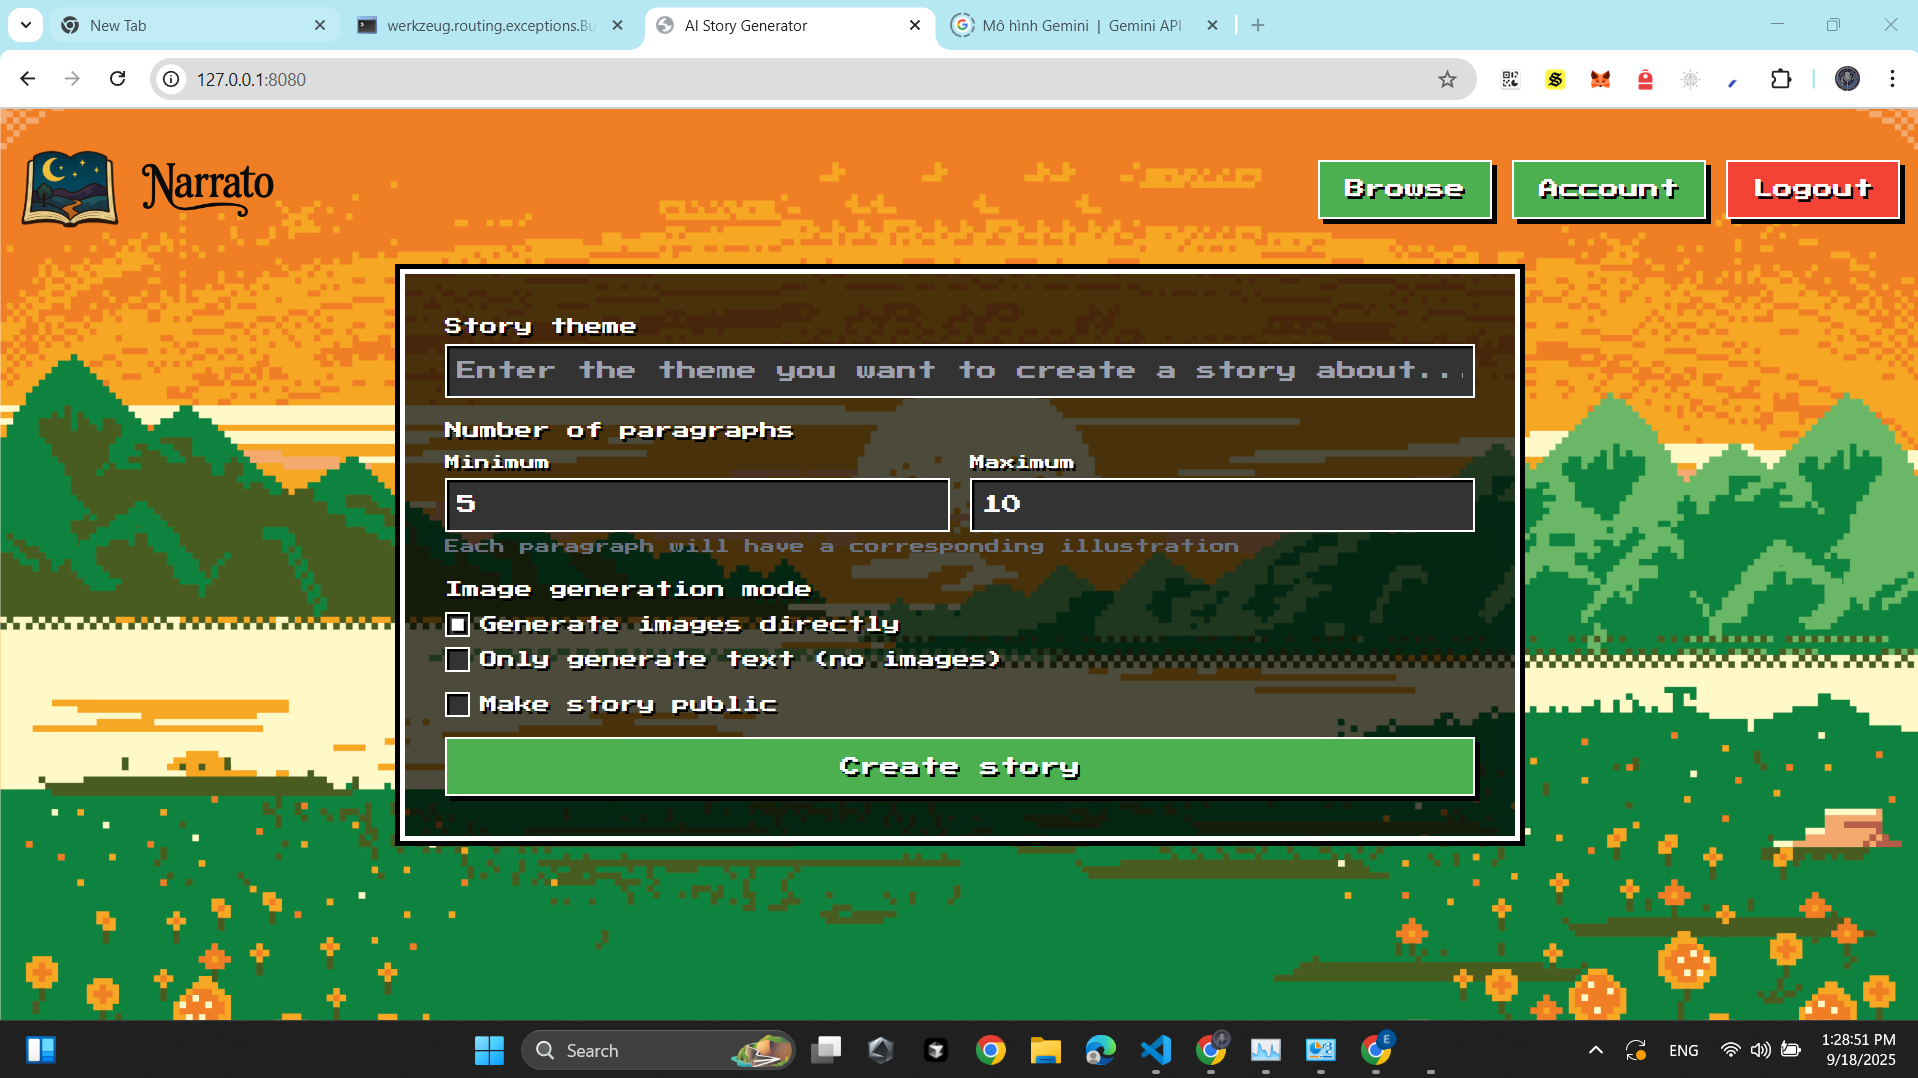 New Tab
werkzeug.routing.exceptions.Bu
AI Story Generator
Mô hình Gemini | Gemini API
127.0.0.1:8080
Narrato
Browse
Account
Logout
Story theme
Enter the theme you want to create a story about...
Number of paragraphs
Minimum
Maximum
5
10
Each paragraph will have a corresponding illustration
Image generation mode
Generate images directly
Only generate text (no images)
Make story public
Create story
Search
ENG
1:28:51 PM
9/18/2025